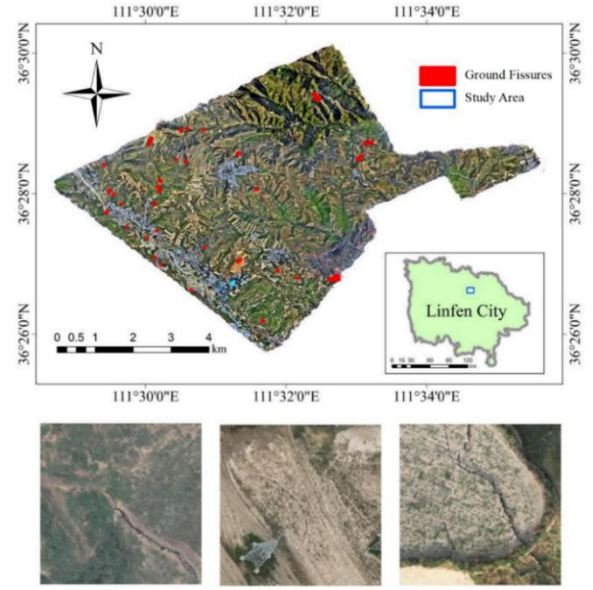 111°30'0"E 111°32'0"E 111°34'0"E
36°30'0"N 36°30'0"N
N
Ground Fissures
Study Area
36°28'0"N 36°28'0"N
Linfen City
36°26'0"N 36°26'0"N
0 0.5 1 2 3 4
km
111°30'0"E 111°32'0"E 111°34'0"E